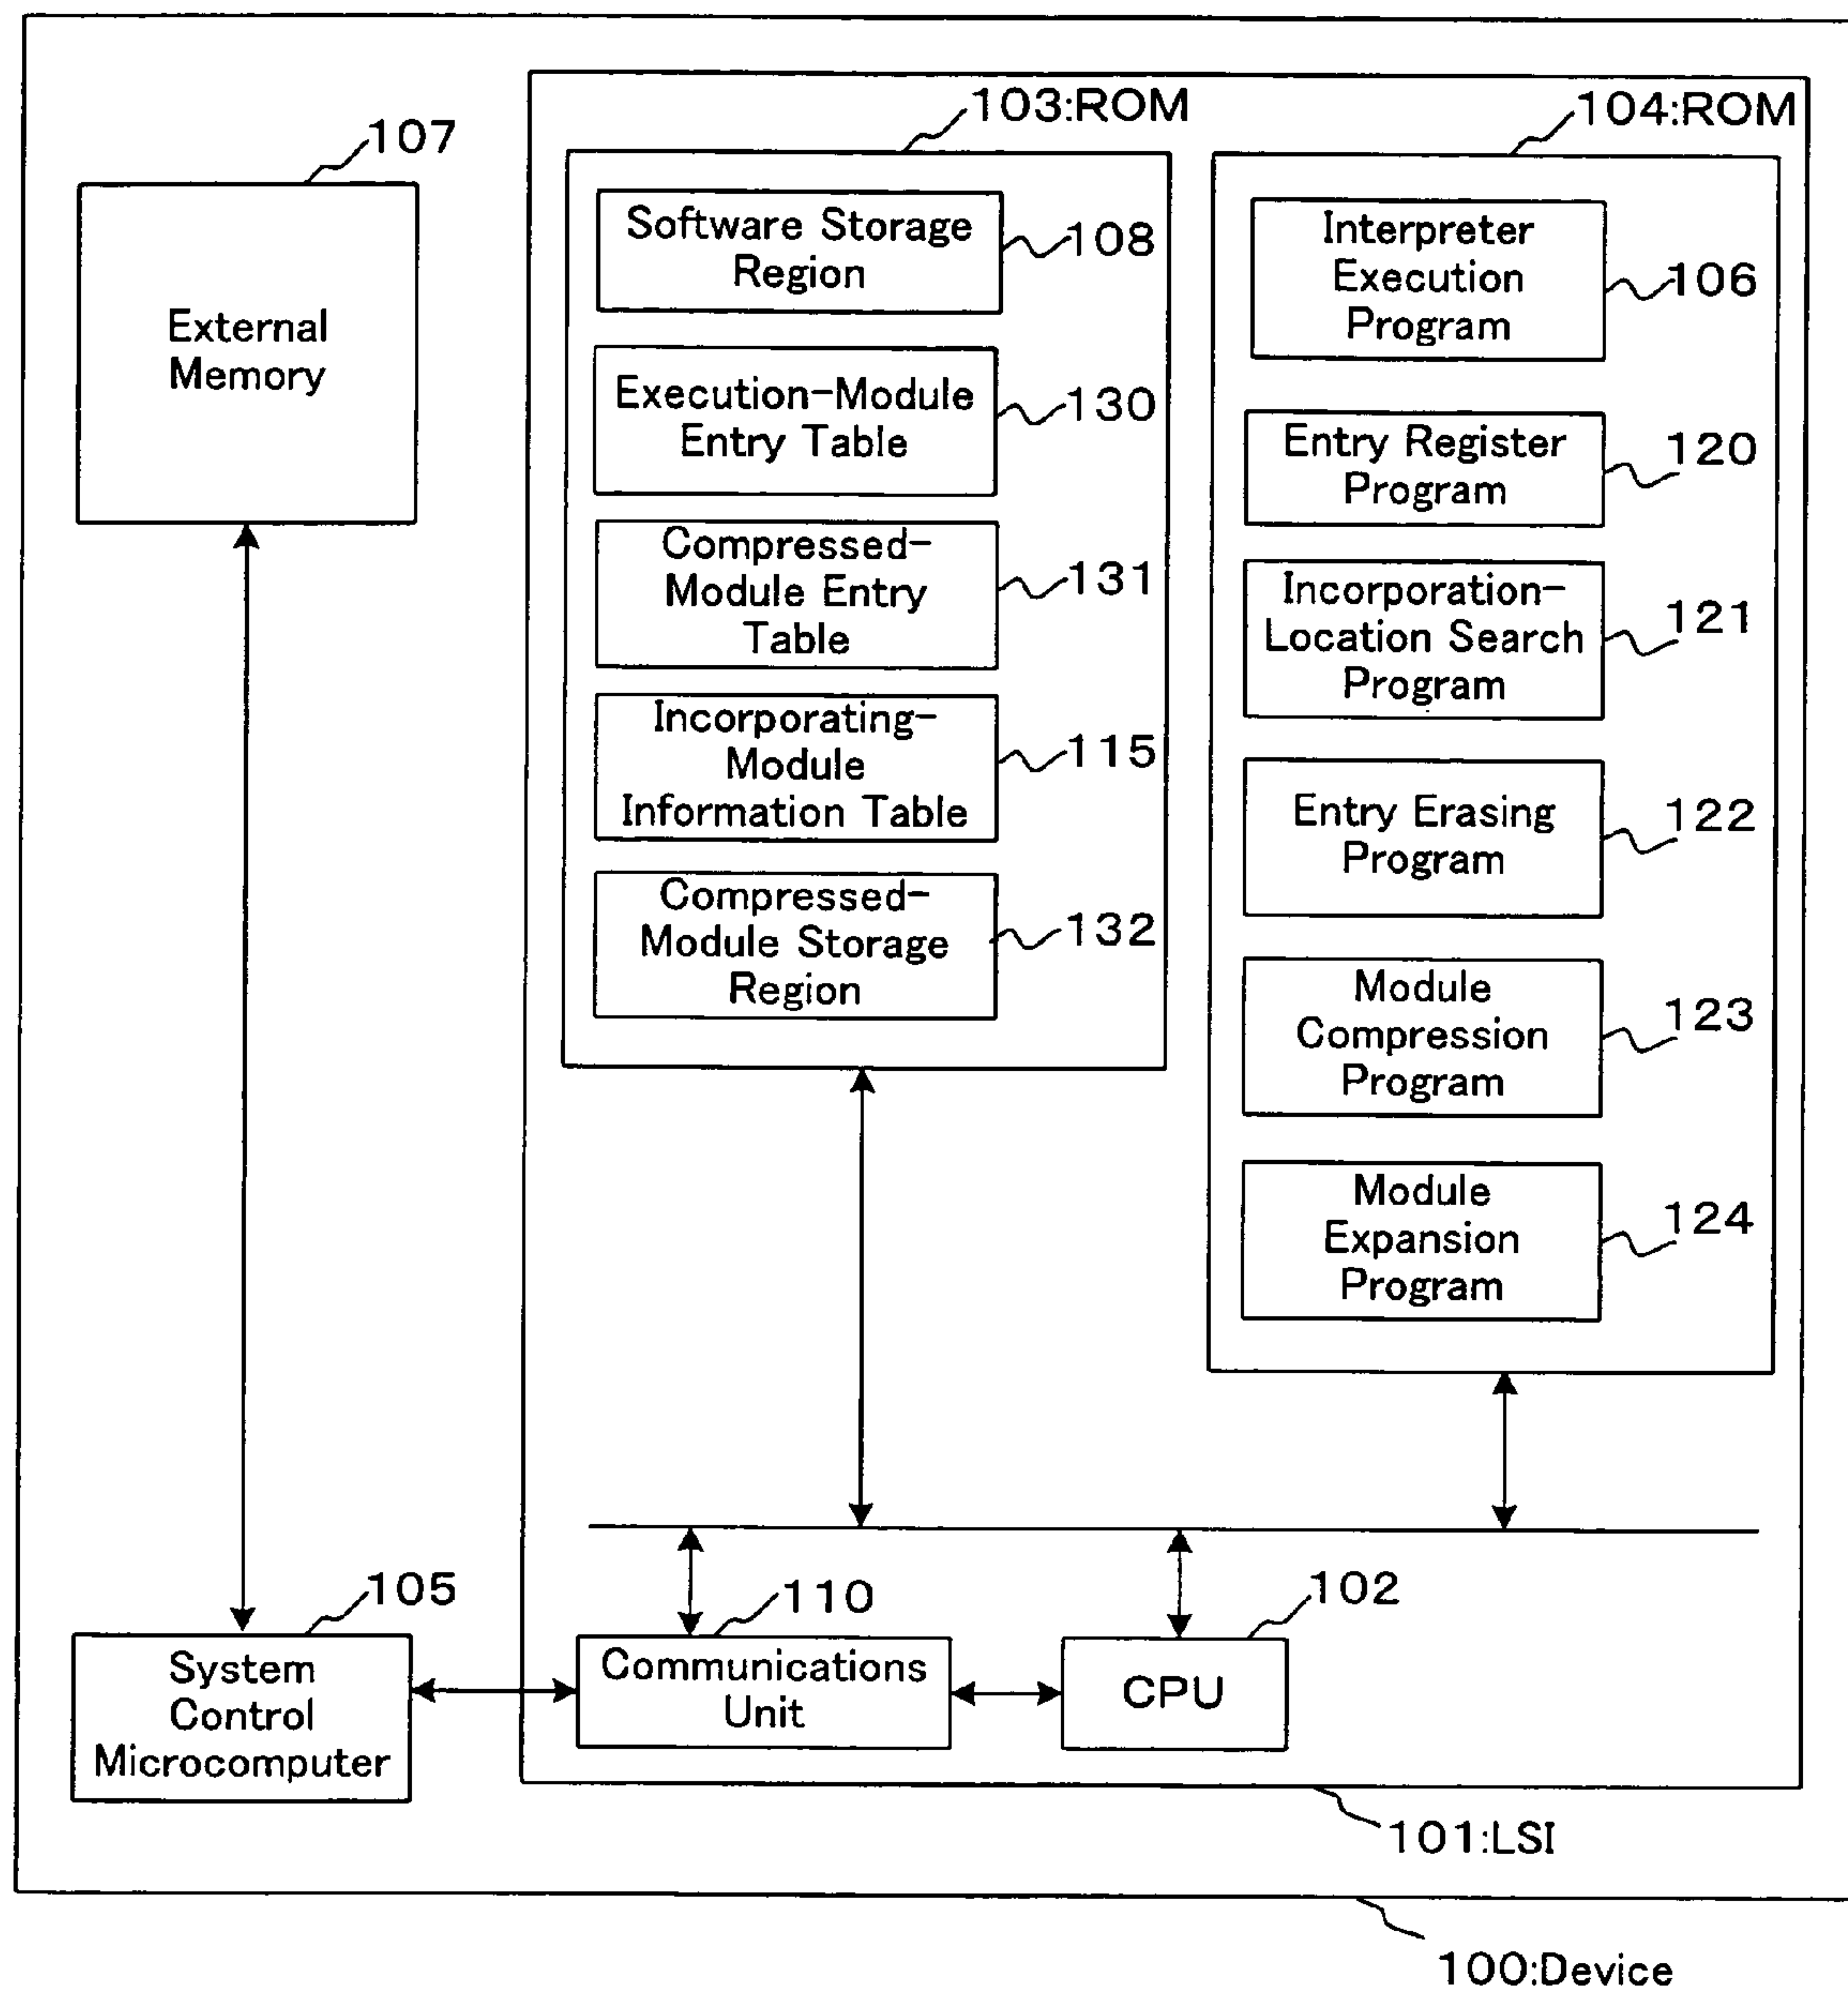 107
External
Memory
103:ROM
Software Storage
Region
108
Execution-Module
Entry Table
130
Compressed-
Module Entry
Table
131
Incorporating-
Module
Information Table
115
Compressed-
Module Storage
Region
132
104:ROM
Interpreter
Execution
Program
106
Entry Register
Program
120
Incorporation-
Location Search
Program
121
Entry Erasing
Program
122
Module
Compression
Program
123
Module
Expansion
Program
124
105
System
Control
Microcomputer
110
Communications
Unit
102
CPU
101:LSI
100:Device